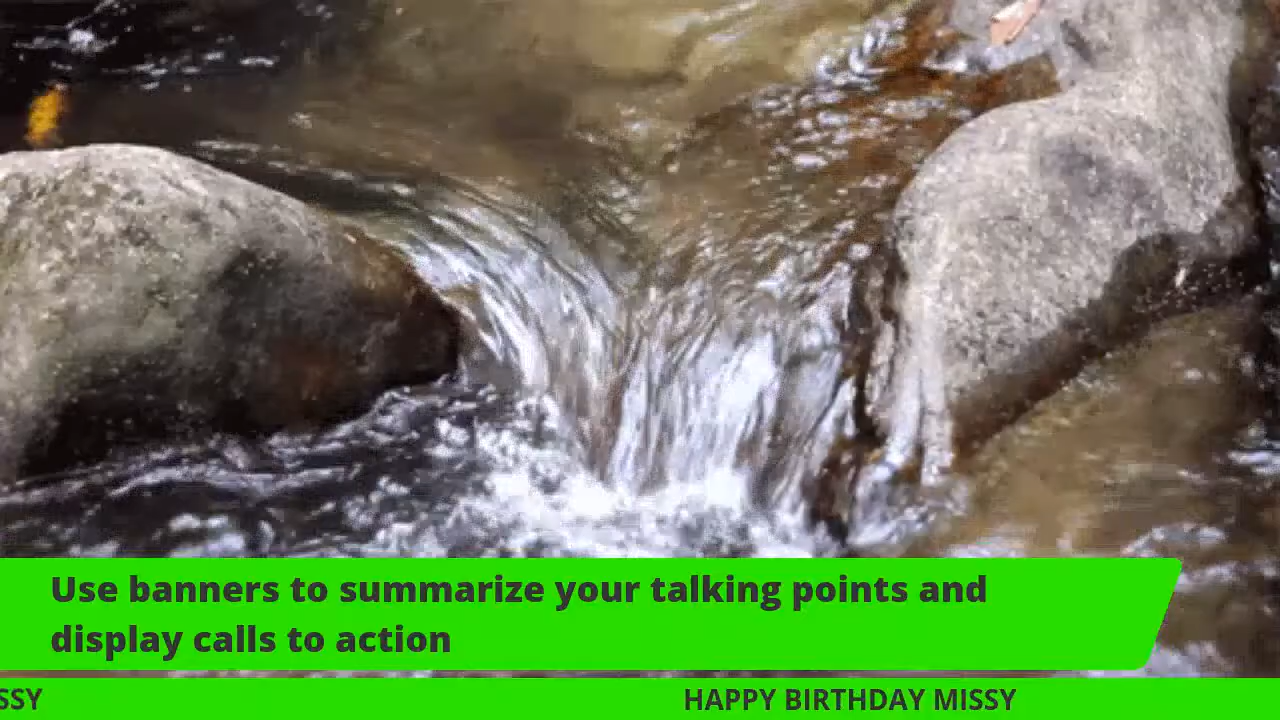 Use banners to summarize your talking points and
display calls to action
SSY HAPPY BIRTHDAY MISSY